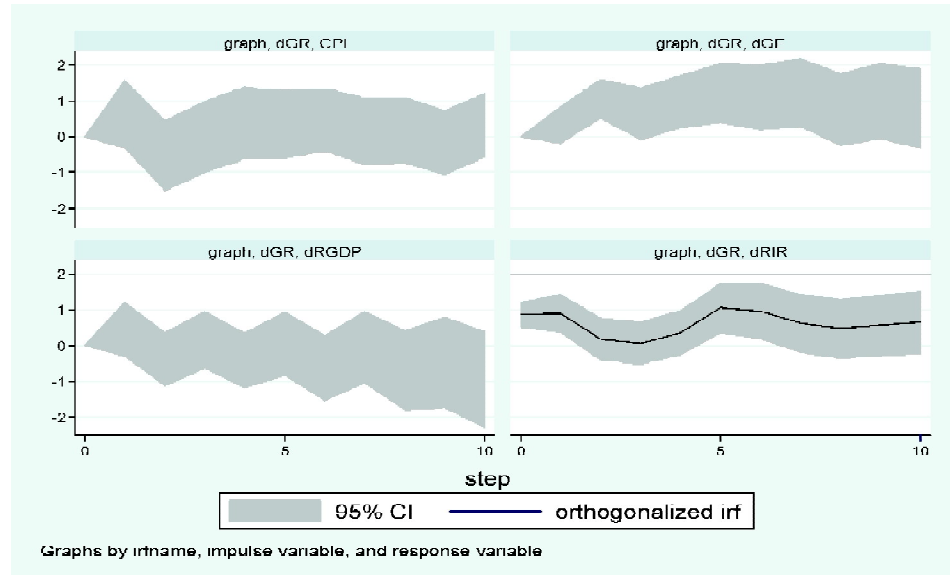 graph, dGR, CPI
graph, dGR, dGE
2
1
0
-1
-2
graph, dGR, dRGDP
graph, dGR, dRIR
2
1
0
-1
-2
0
5
10
0
5
10
step
95% CI
orthogonalized irf
Graphs by irfname, impulse variable, and response variable